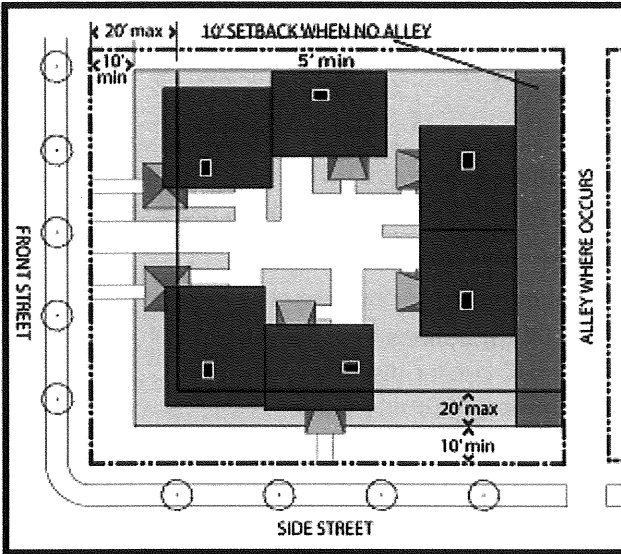 20' max
10' SETBACK WHEN NO ALLEY
10'
min
5' min
FRONT STREET
ALLEY WHERE OCCURS
20' max
10' min
SIDE STREET